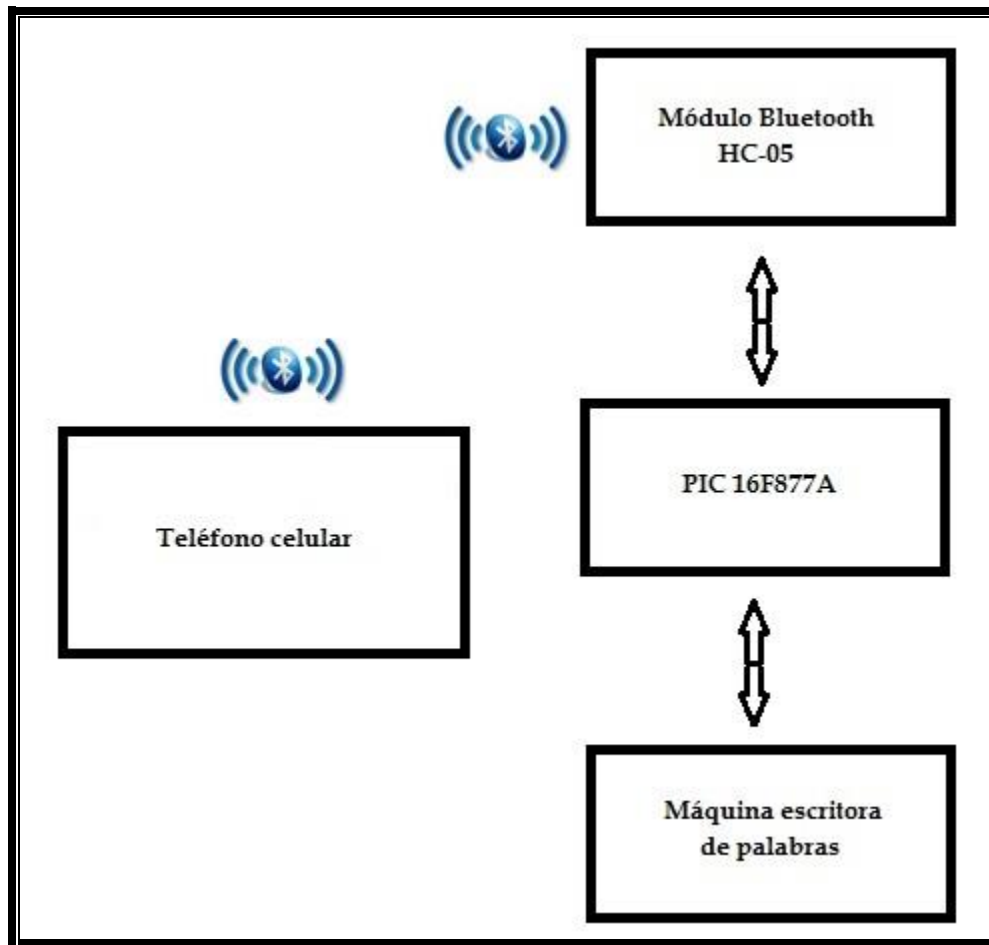 Módulo Bluetooth
HC-05
PIC 16F877A
Teléfono celular
Máquina escritora
de palabras